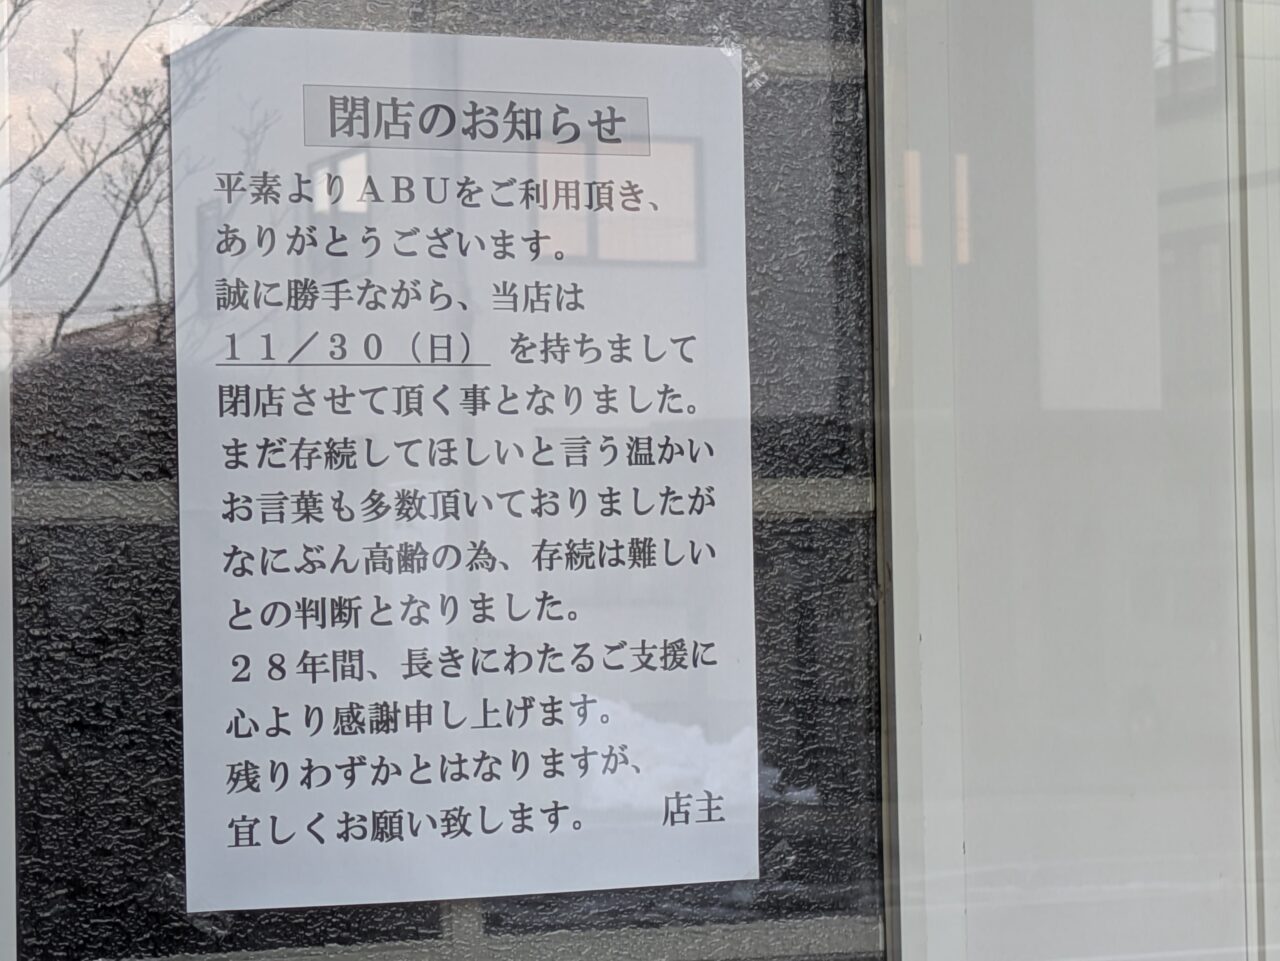 閉店のお知らせ
平素よりＡＢＵをご利用頂き、
ありがとうございます。
誠に勝手ながら、当店は
１１／３０（日）を持ちまして
閉店させて頂く事となりました。
まだ存続してほしいと言う温かい
お言葉も多数頂いておりましたが
なにぶん高齢の為、存続は難しい
との判断となりました。
２８年間、長きにわたるご支援に
心より感謝申し上げます。
残りわずかとはなりますが、
宜しくお願い致します。　　店主